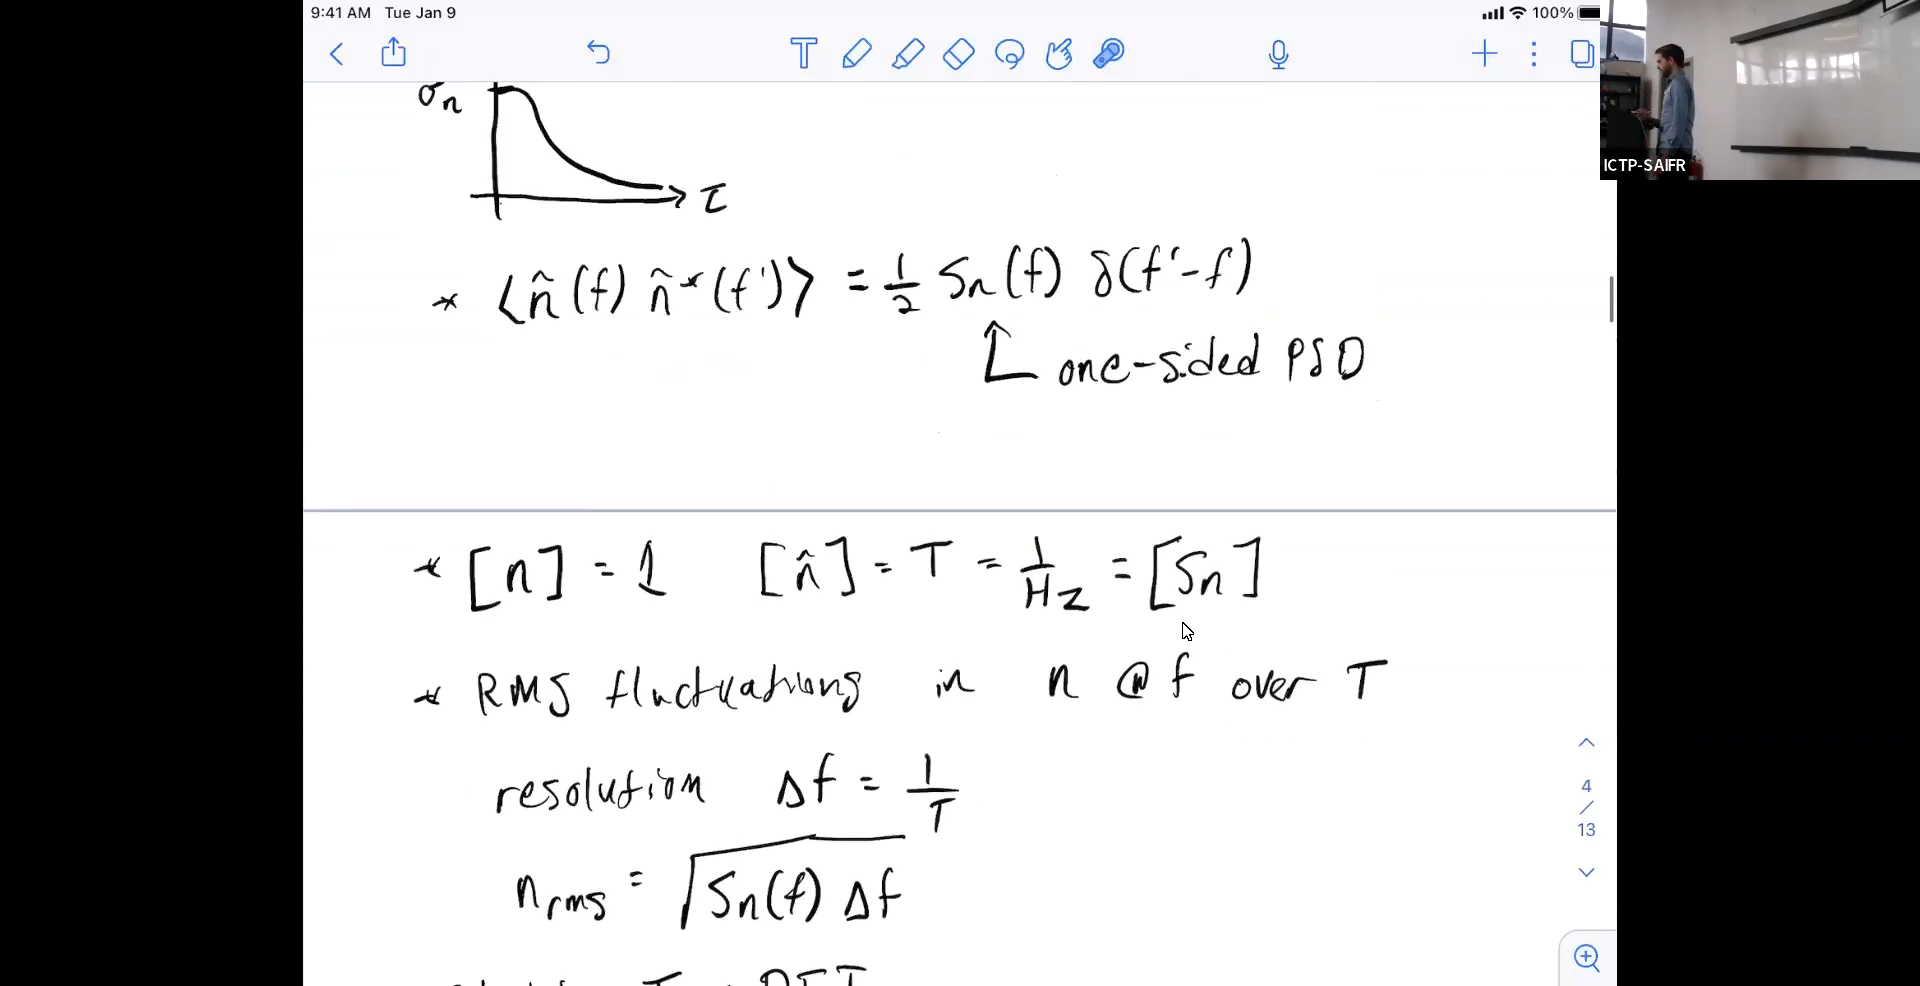 9:41 AM Tue Jan 9
100%
ICTP-SAIFR
σn
τ
* ⟨ñ(f) ñ*(f')⟩ = 1/2 Sn(f) δ(f'-f)
one-sided PSD
* [n] = 1 [ñ] = T = 1/Hz = [Sn]
* RMS fluctuations in n @ f over T
resolution Δf = 1/T
nrms = √Sn(f) Δf
4
/
13